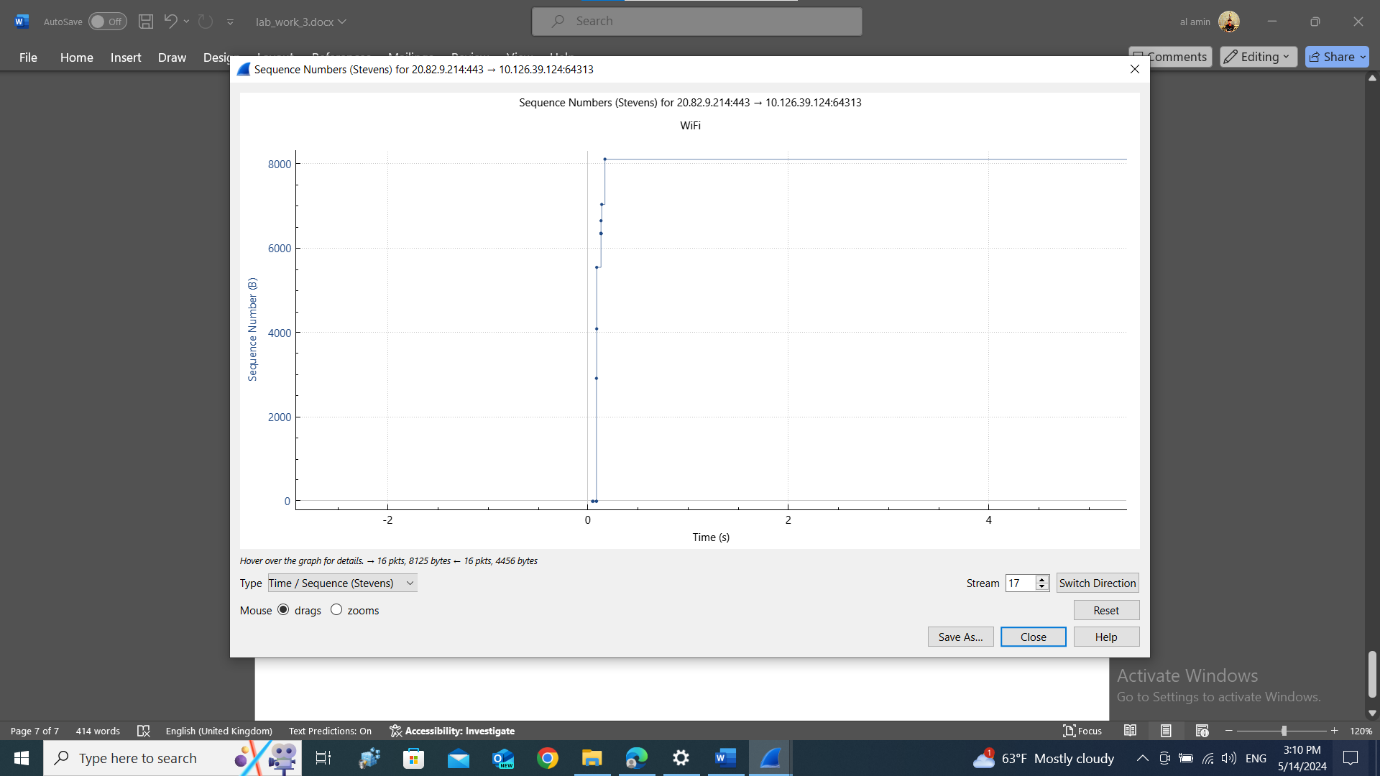 AutoSave Off lab_work_3.docx Search al amin
File Home Insert Draw Comments Editing Share
Sequence Numbers (Stevens) for 20.82.9.214:443 → 10.126.39.124:64313
Sequence Numbers (Stevens) for 20.82.9.214:443 → 10.126.39.124:64313
WiFi
8000
6000
4000
2000
0
Sequence Number (B)
-2 0 2 4
Time (s)
Hover over the graph for details. → 16 pkts, 8125 bytes ← 16 pkts, 4456 bytes
Type Time / Sequence (Stevens) Stream 17 Switch Direction
Mouse drags zooms Reset
Save As... Close Help
Activate Windows
Go to Settings to activate Windows.
Page 7 of 7 414 words English (United Kingdom) Text Predictions: On Accessibility: Investigate Focus 120%
Type here to search NEW 1 63°F Mostly cloudy ENG 3:10 PM
5/14/2024